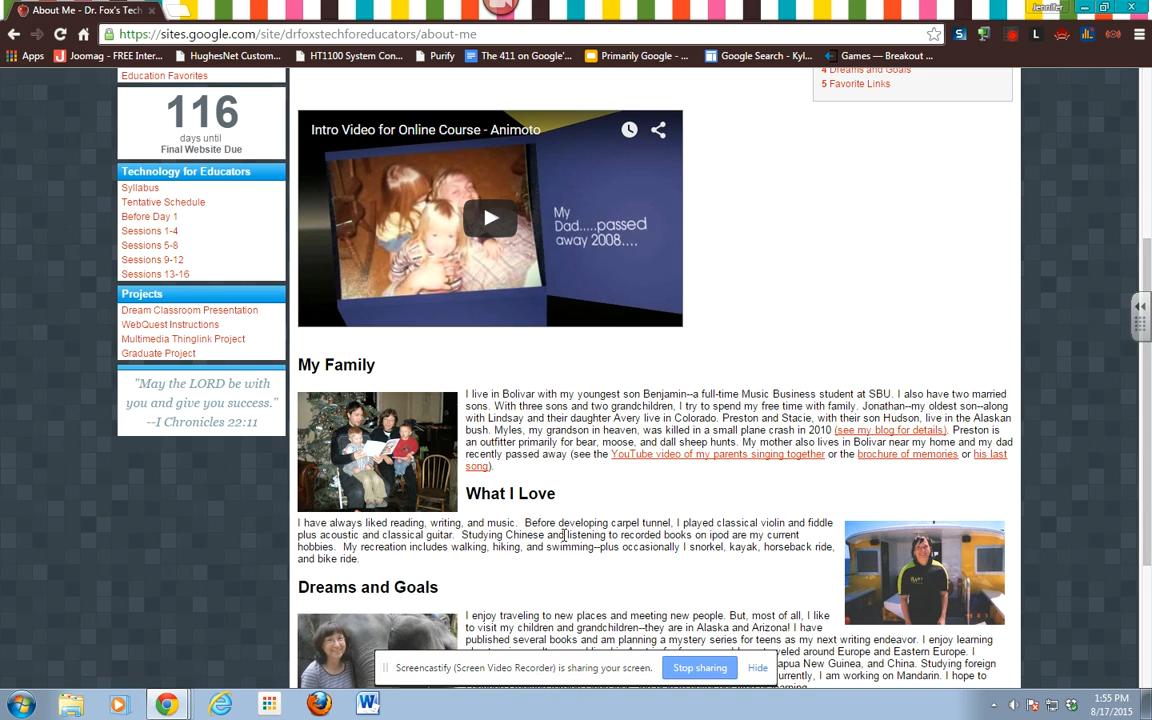 About Me - Dr. Fox's Tech
Jennifer
https://sites.google.com/site/drfoxstechforeducators/about-me
Apps Joomag - FREE Inter... HughesNet Custom... HT1100 System Con... Purify The 411 on Google'... Primarily Google - ... Google Search - Kyl... Games — Breakout ...
Education Favorites
116
days until
Final Website Due
Technology for Educators
Syllabus
Tentative Schedule
Before Day 1
Sessions 1-4
Sessions 5-8
Sessions 9-12
Sessions 13-16
Projects
Dream Classroom Presentation
WebQuest Instructions
Multimedia Thinglink Project
Graduate Project
"May the LORD be with
you and give you success."
--I Chronicles 22:11
4 Dreams and Goals
5 Favorite Links
Intro Video for Online Course - Animoto
My
Dad.....passed
away 2008....
My Family
I live in Bolivar with my youngest son Benjamin--a full-time Music Business student at SBU. I also have two married
sons. With three sons and two grandchildren, I try to spend my free time with family. Jonathan--my oldest son--along
with Lindsay and their daughter Avery live in Colorado. Preston and Stacie, with their son Hudson, live in the Alaskan
bush. Myles, my grandson in heaven, was killed in a small plane crash in 2010 (see my blog for details). Preston is
an outfitter primarily for bear, moose, and dall sheep hunts. My mother also lives in Bolivar near my home and my dad
recently passed away (see the YouTube video of my parents singing together or the brochure of memories or his last
song).
What I Love
I have always liked reading, writing, and music. Before developing carpel tunnel, I played classical violin and fiddle
plus acoustic and classical guitar. Studying Chinese and listening to recorded books on ipod are my current
hobbies. My recreation includes walking, hiking, and swimming--plus occasionally I snorkel, kayak, horseback ride,
and bike ride.
Dreams and Goals
I enjoy traveling to new places and meeting new people. But, most of all, I like
to visit my children and grandchildren--they are in Alaska and Arizona! I have
published several books and am planning a mystery series for teens as my next writing endeavor. I enjoy learning
around Europe and Eastern Europe. I
New Guinea, and China. Studying foreign
I am working on Mandarin. I hope to
Screencastify (Screen Video Recorder) is sharing your screen. Stop sharing Hide
1:55 PM
8/17/2015